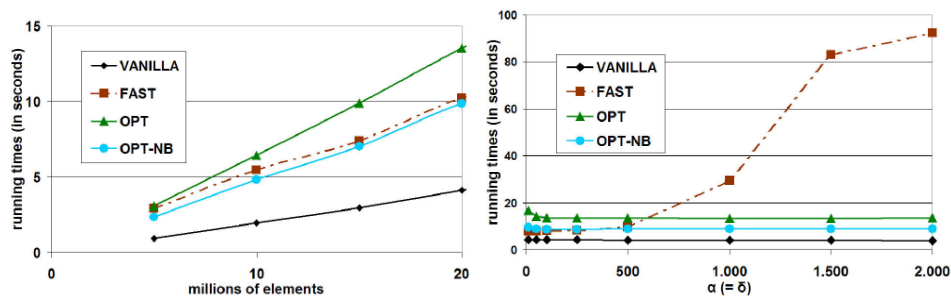 running times (in seconds)
15
10
5
0
VANILLA
FAST
OPT
OPT-NB
0
10
20
millions of elements
running times (in seconds)
100
80
60
40
20
0
VANILLA
FAST
OPT
OPT-NB
0
500
1.000
1.500
2.000
α (= δ)